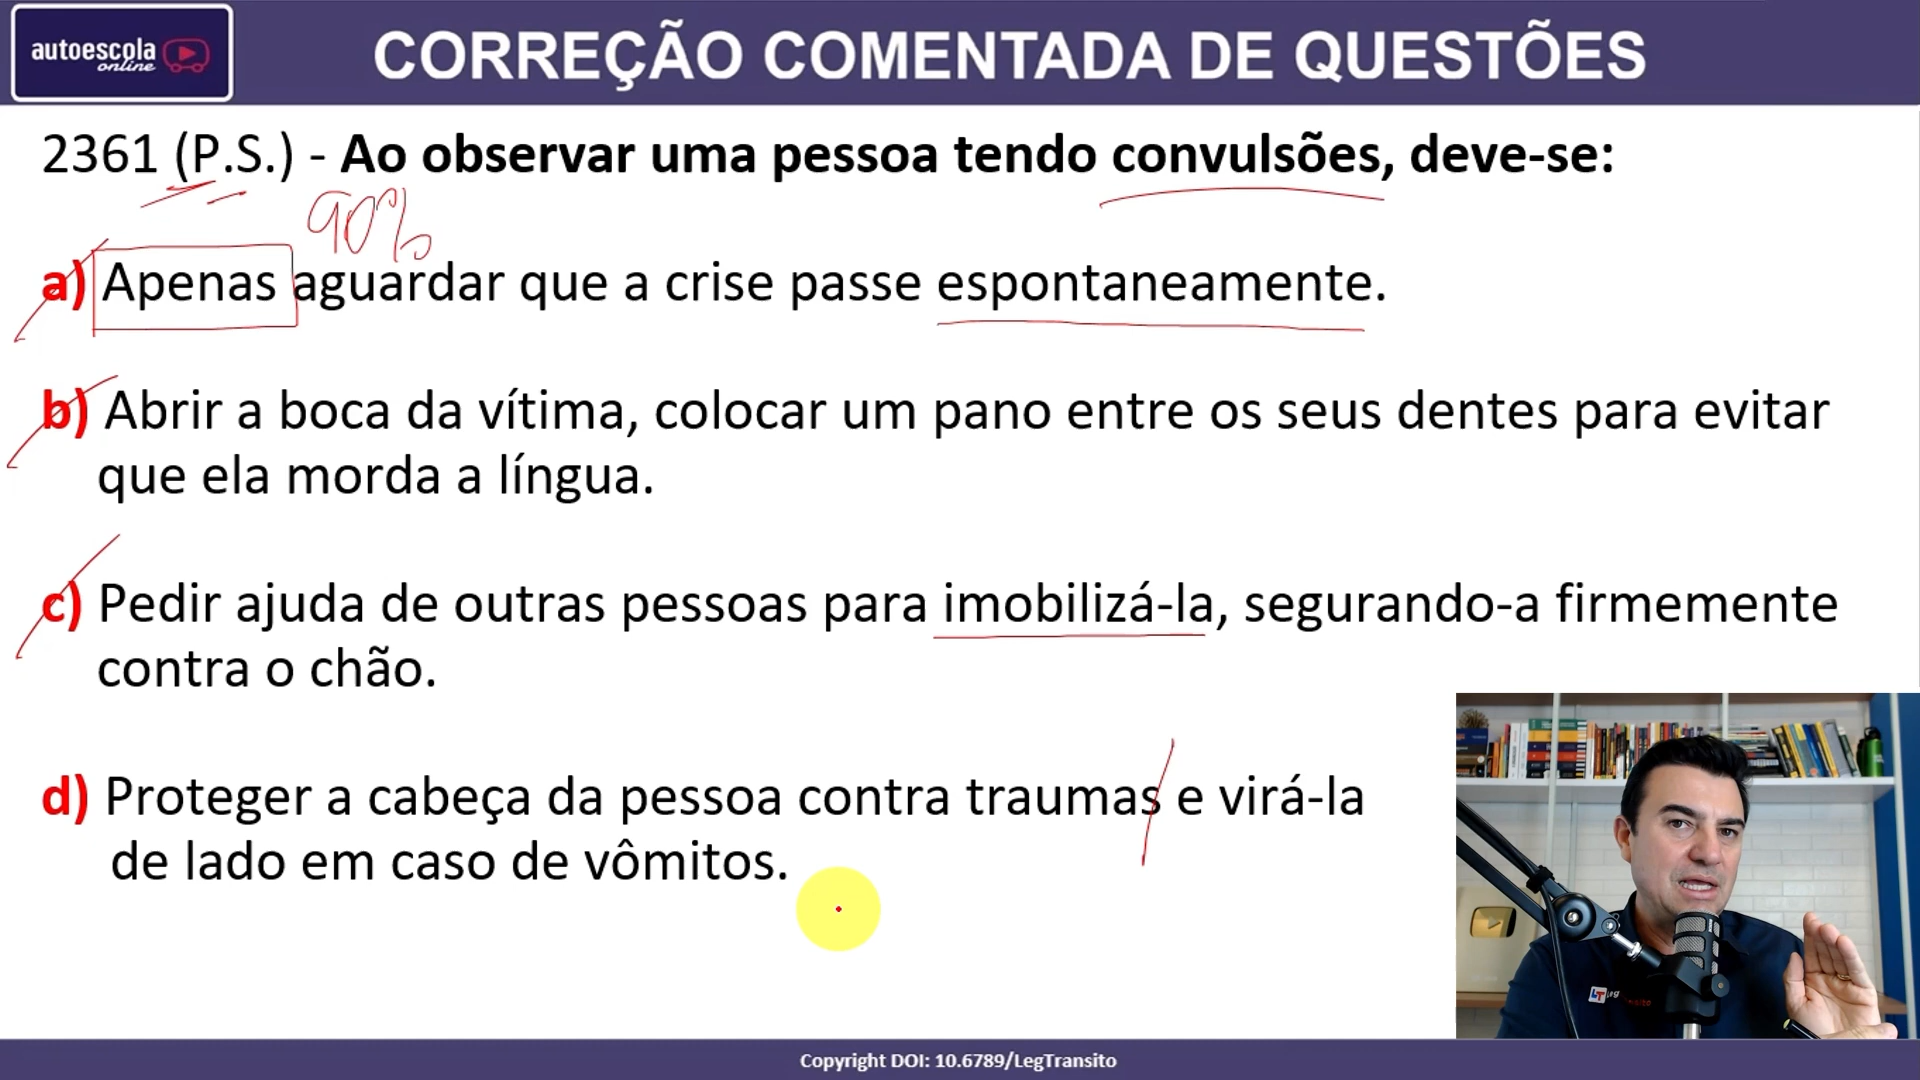 autoescola
online
CORREÇÃO COMENTADA DE QUESTÕES
2361 (P.S.) - Ao observar uma pessoa tendo convulsões, deve-se:
90%
a) Apenas aguardar que a crise passe espontaneamente.
b) Abrir a boca da vítima, colocar um pano entre os seus dentes para evitar
que ela morda a língua.
c) Pedir ajuda de outras pessoas para imobilizá-la, segurando-a firmemente
contra o chão.
d) Proteger a cabeça da pessoa contra traumas e virá-la
de lado em caso de vômitos.
LT Leg
Copyright DOI: 10.6789/LegTransito